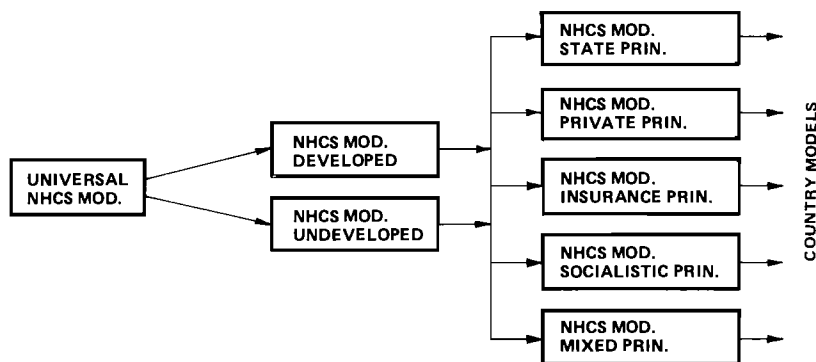 UNIVERSAL
NHCS MOD.
NHCS MOD.
DEVELOPED
NHCS MOD.
UNDEVELOPED
NHCS MOD.
STATE PRIN.
NHCS MOD.
PRIVATE PRIN.
NHCS MOD.
INSURANCE PRIN.
NHCS MOD.
SOCIALISTIC PRIN.
NHCS MOD.
MIXED PRIN.
COUNTRY MODELS